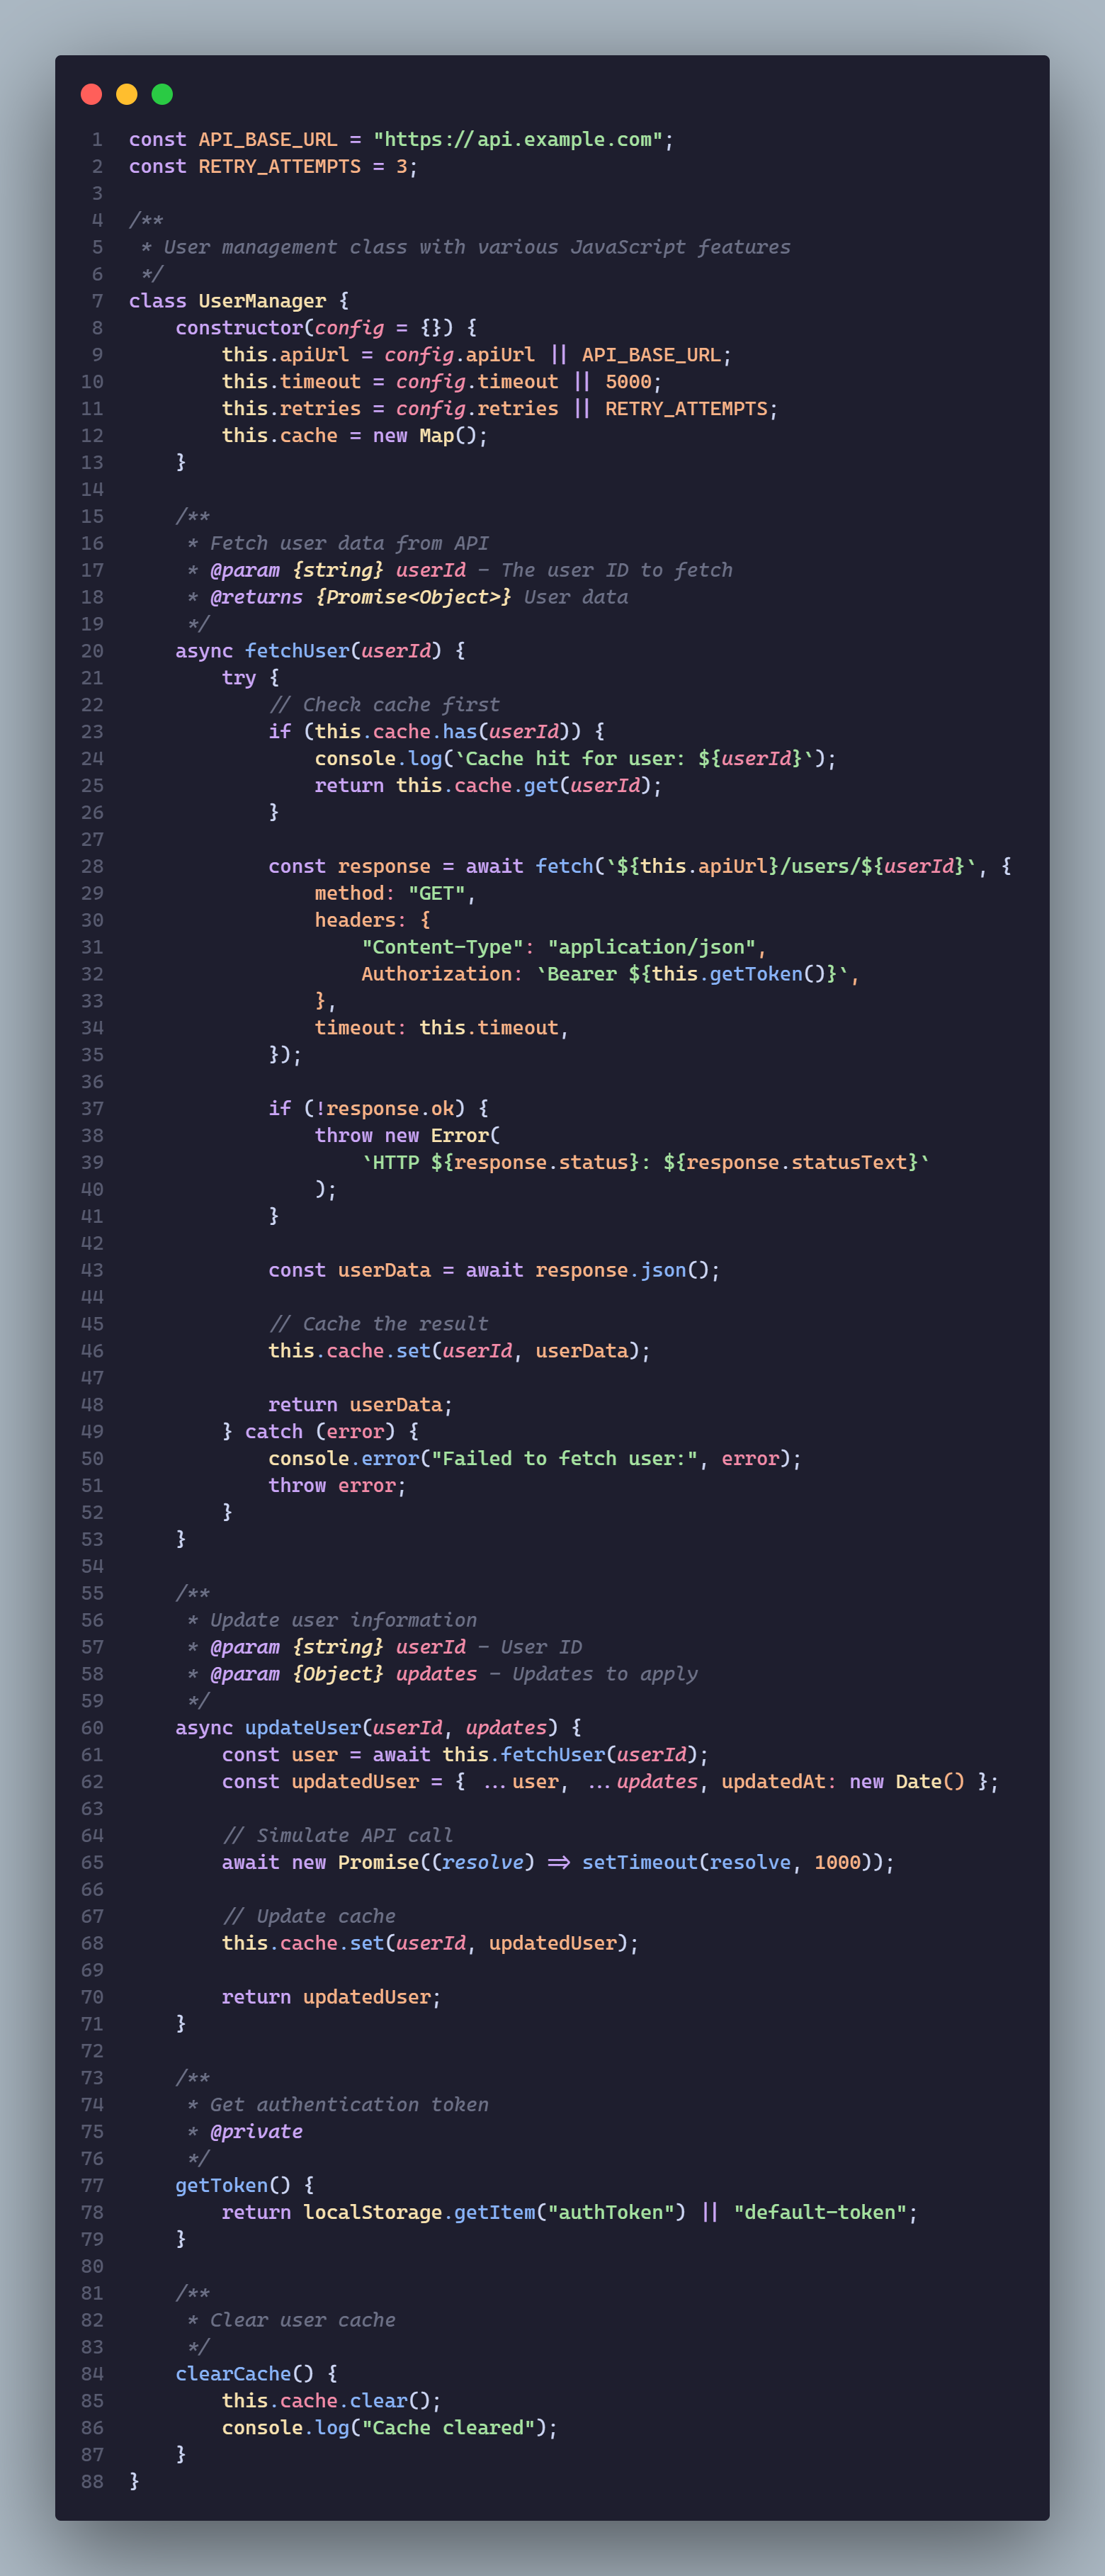 1 const API_BASE_URL = "https://api.example.com";
2 const RETRY_ATTEMPTS = 3;
3
4 /**
5  * User management class with various JavaScript features
6  */
7 class UserManager {
8     constructor(config = {}) {
9         this.apiUrl = config.apiUrl || API_BASE_URL;
10         this.timeout = config.timeout || 5000;
11         this.retries = config.retries || RETRY_ATTEMPTS;
12         this.cache = new Map();
13     }
14
15     /**
16      * Fetch user data from API
17      * @param {string} userId - The user ID to fetch
18      * @returns {Promise<Object>} User data
19      */
20     async fetchUser(userId) {
21         try {
22             // Check cache first
23             if (this.cache.has(userId)) {
24                 console.log(`Cache hit for user: ${userId}`);
25                 return this.cache.get(userId);
26             }
27
28             const response = await fetch(`${this.apiUrl}/users/${userId}`, {
29                 method: "GET",
30                 headers: {
31                     "Content-Type": "application/json",
32                     Authorization: `Bearer ${this.getToken()}`,
33                 },
34                 timeout: this.timeout,
35             });
36
37             if (!response.ok) {
38                 throw new Error(
39                     `HTTP ${response.status}: ${response.statusText}`
40                 );
41             }
42
43             const userData = await response.json();
44
45             // Cache the result
46             this.cache.set(userId, userData);
47
48             return userData;
49         } catch (error) {
50             console.error("Failed to fetch user:", error);
51             throw error;
52         }
53     }
54
55     /**
56      * Update user information
57      * @param {string} userId - User ID
58      * @param {Object} updates - Updates to apply
59      */
60     async updateUser(userId, updates) {
61         const user = await this.fetchUser(userId);
62         const updatedUser = { ...user, ...updates, updatedAt: new Date() };
63
64         // Simulate API call
65         await new Promise((resolve) => setTimeout(resolve, 1000));
66
67         // Update cache
68         this.cache.set(userId, updatedUser);
69
70         return updatedUser;
71     }
72
73     /**
74      * Get authentication token
75      * @private
76      */
77     getToken() {
78         return localStorage.getItem("authToken") || "default-token";
79     }
80
81     /**
82      * Clear user cache
83      */
84     clearCache() {
85         this.cache.clear();
86         console.log("Cache cleared");
87     }
88 }